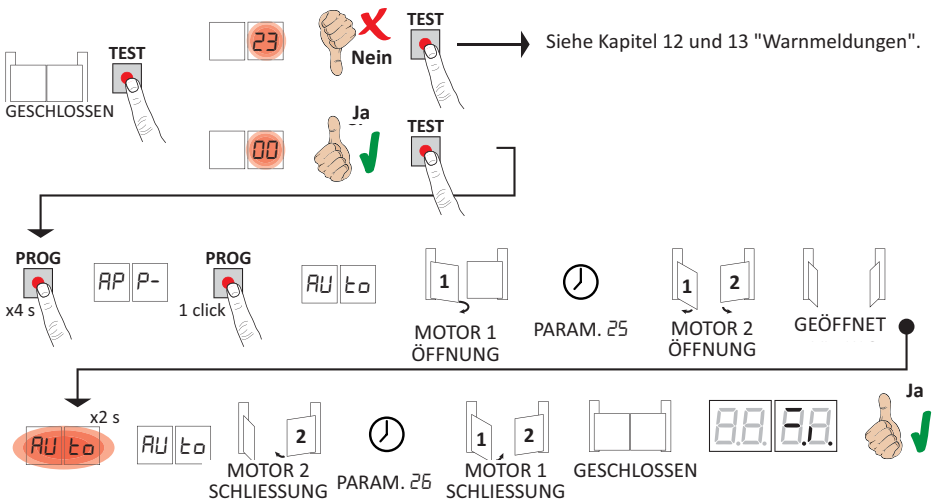 TEST
GESCHLOSSEN
23
Nein
TEST
Siehe Kapitel 12 und 13 "Warnmeldungen".
00
Ja
TEST
PROG
x4 s
AP P-
PROG
1 click
AU to
1
MOTOR 1
ÖFFNUNG
PARAM. 25
1 2
MOTOR 2
ÖFFNUNG
GEÖFFNET
AU to
x2 s
AU to
2
MOTOR 2
SCHLIESSUNG
PARAM. 26
1 2
MOTOR 1
SCHLIESSUNG
GESCHLOSSEN
Ja